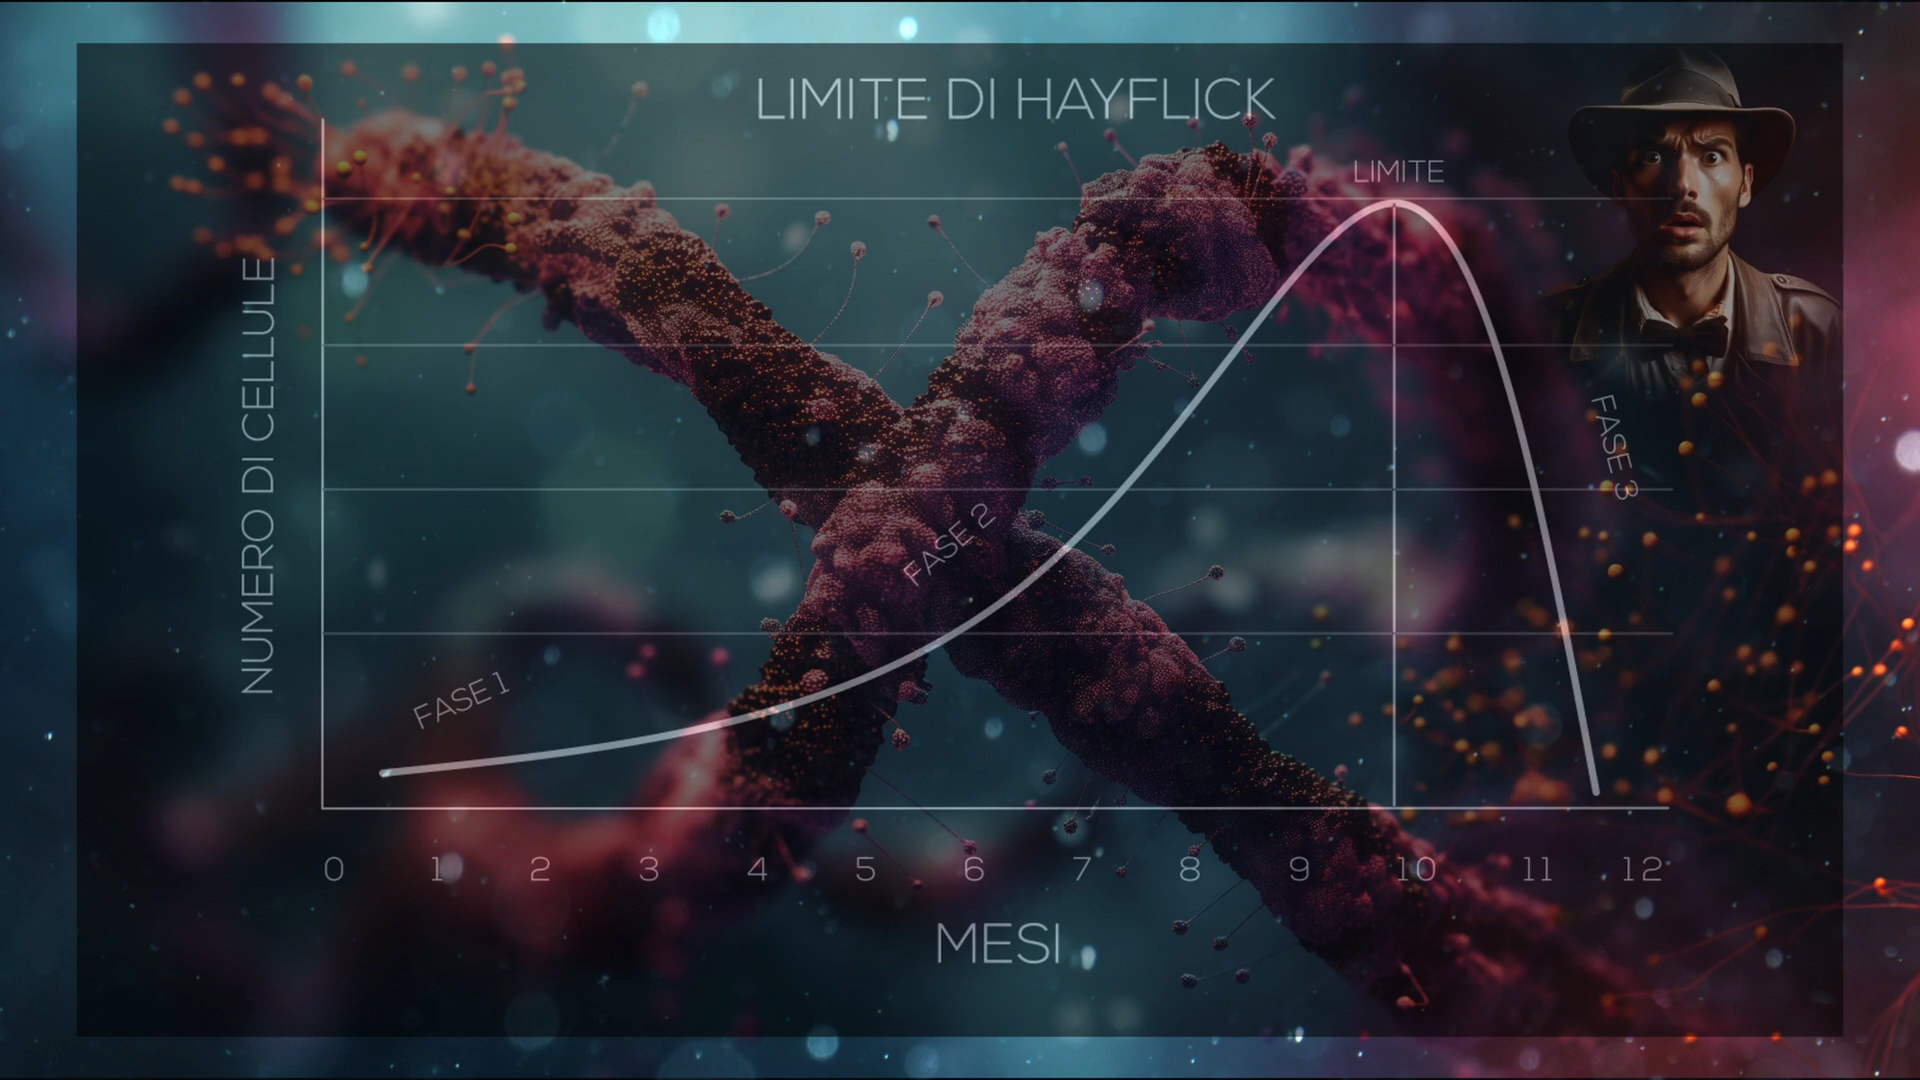 LIMITE DI HAYFLICK
LIMITE
NUMERO DI CELLULE
FASE 1
FASE 2
FASE 3
0 1 2 3 4 5 6 7 8 9 10 11 12
MESI